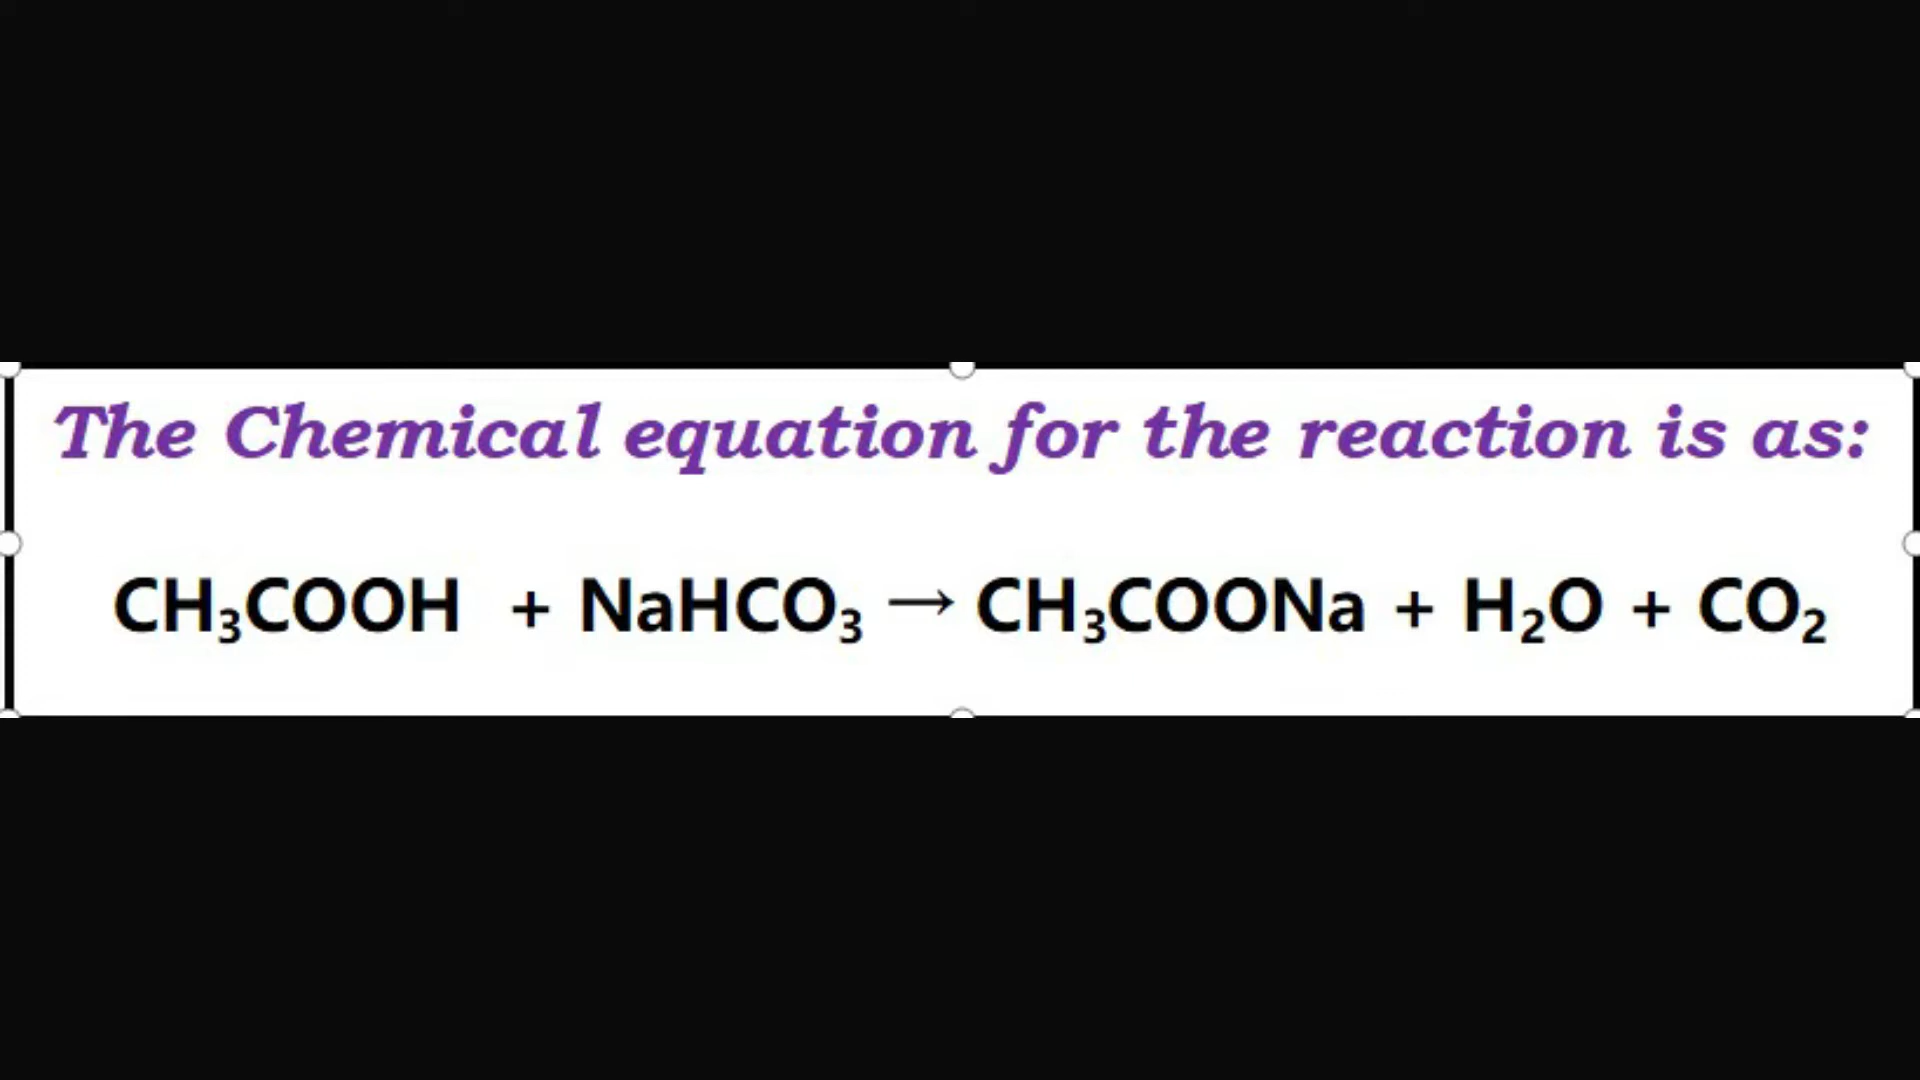 The Chemical equation for the reaction is as:
CH₃COOH + NaHCO₃ → CH₃COONa + H₂O + CO₂